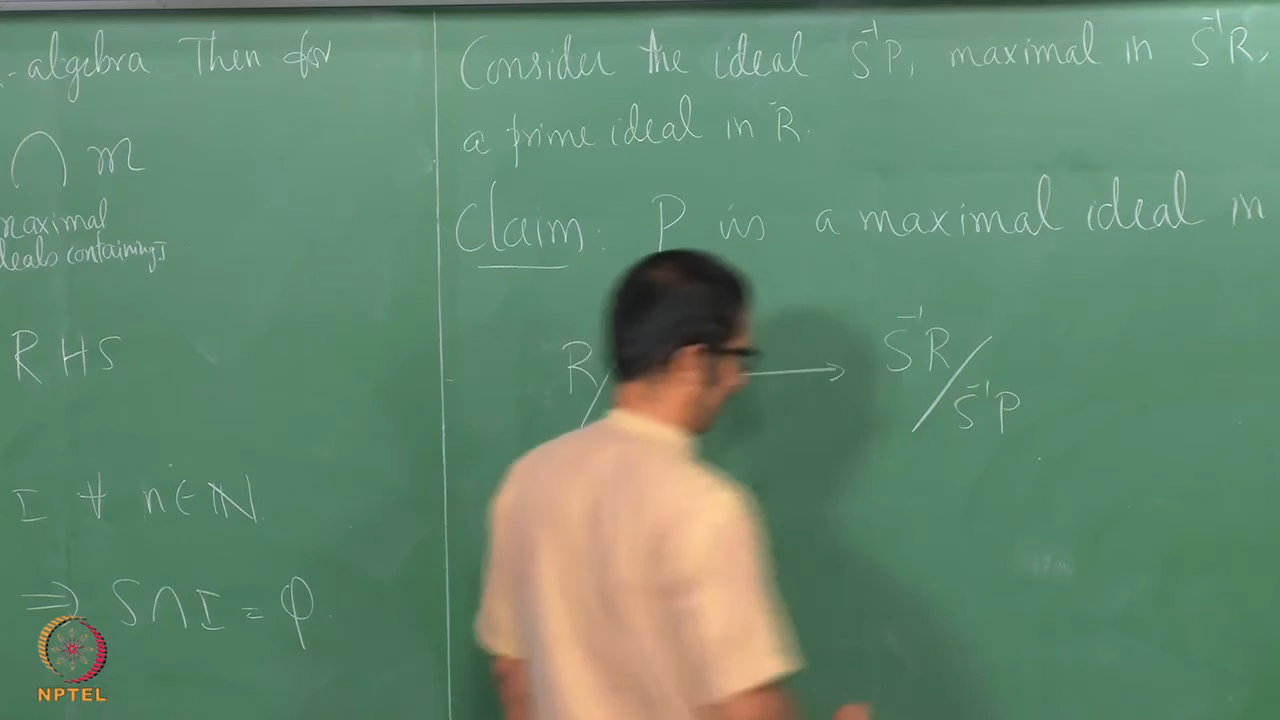 -algebra. Then for
⋂ m
maximal
ideals containing I
RHS
I ∀ n ∈ ℕ.
⇒ S∩I = φ.
Consider the ideal S⁻¹P, maximal in S⁻¹R,
a prime ideal in R.
Claim: P is a maximal ideal in
R/ → S⁻¹R/S⁻¹P
NPTEL